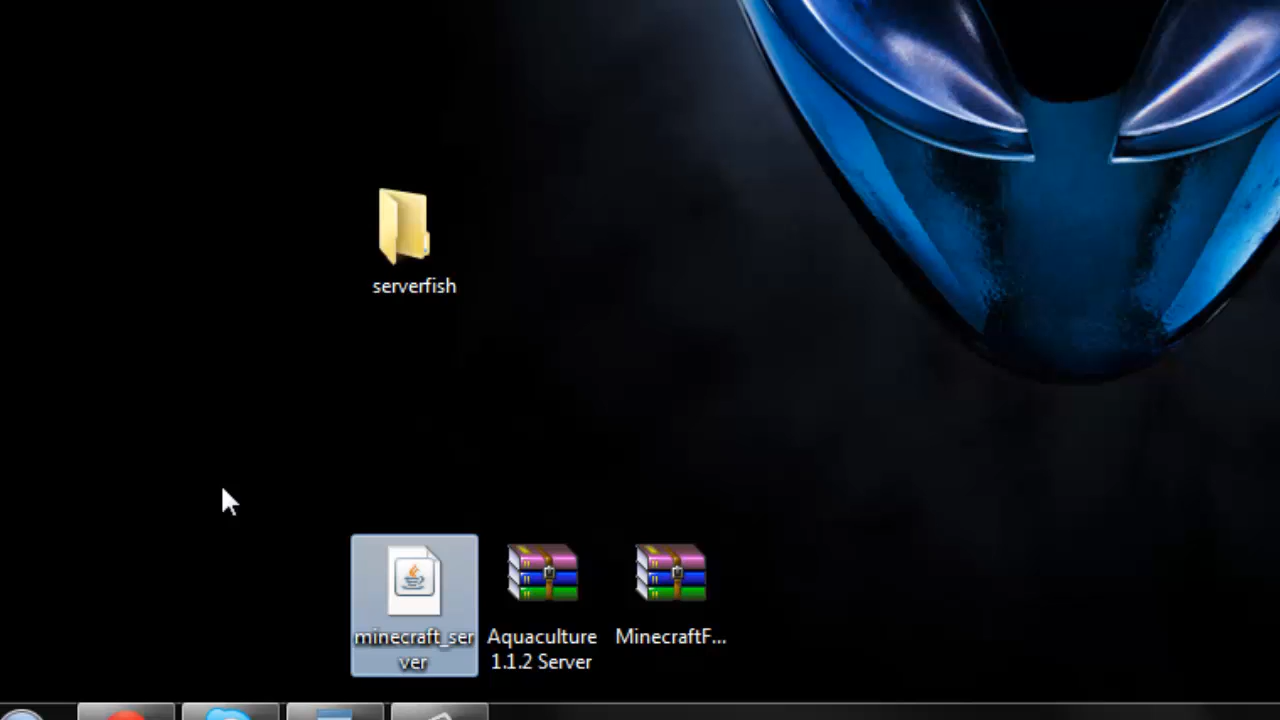 serverfish
minecraft_ser
ver
Aquaculture
1.1.2 Server
MinecraftF...